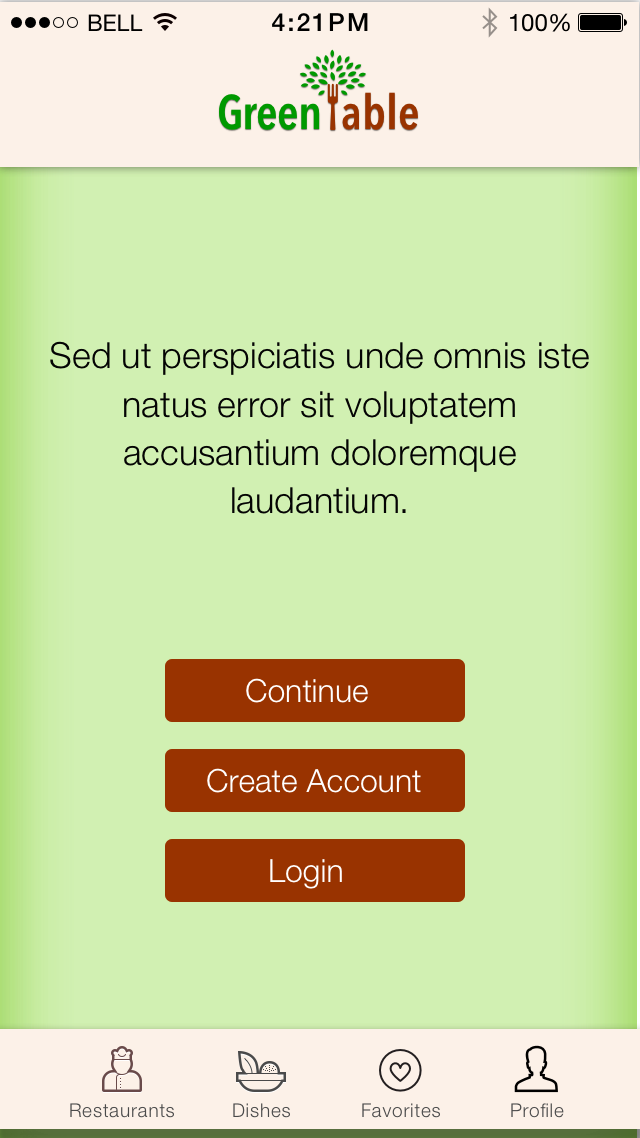 BELL 4:21PM 100%
GreenTable
Sed ut perspiciatis unde omnis iste
natus error sit voluptatem
accusantium doloremque
laudantium.
Continue
Create Account
Login
Restaurants Dishes Favorites Profile